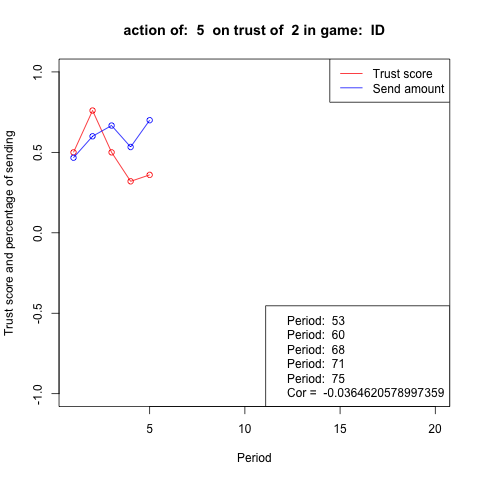 action of:  5  on trust of  2 in game:  ID
Trust score
Send amount
1.0
0.5
0.0
-0.5
-1.0
Trust score and percentage of sending
Period:  53
Period:  60
Period:  68
Period:  71
Period:  75
Cor =  -0.0364620578997359
5 10 15 20
Period